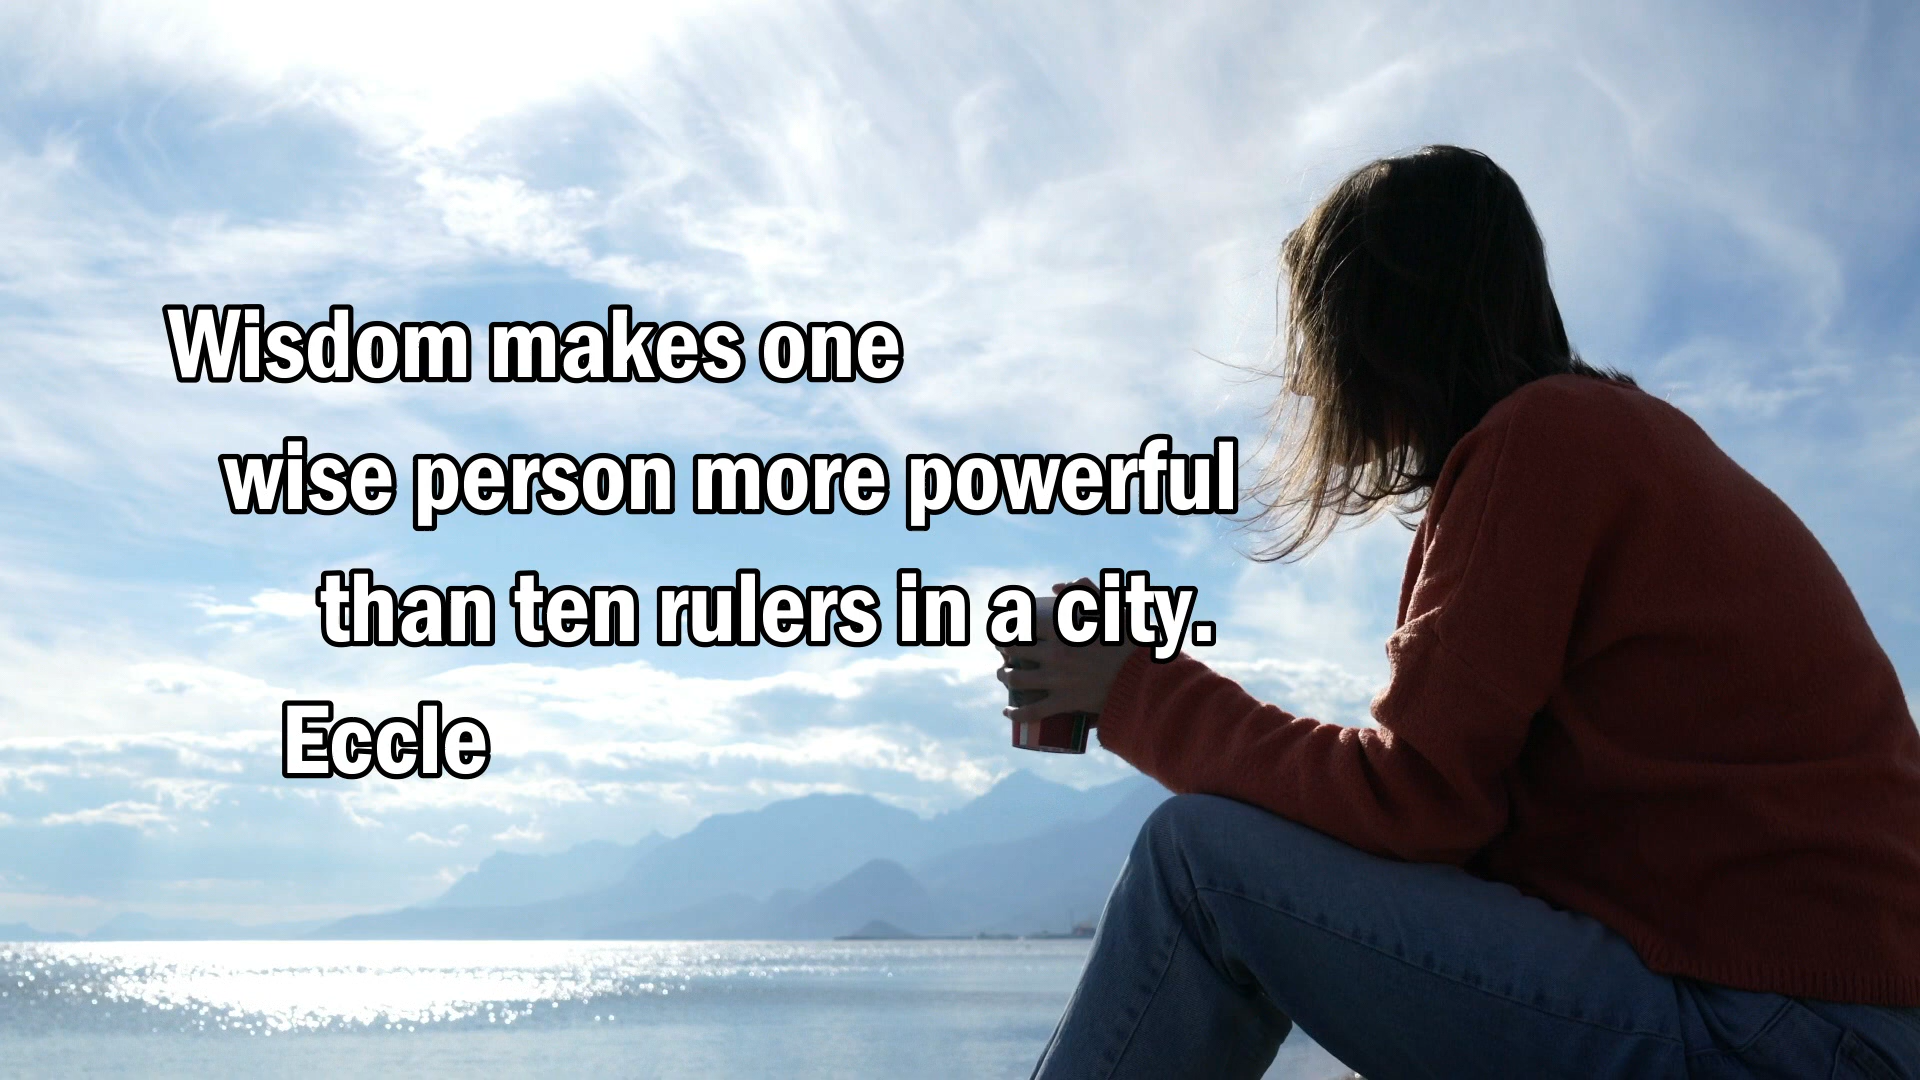 Wisdom makes one
wise person more powerful
than ten rulers in a city.
Eccle